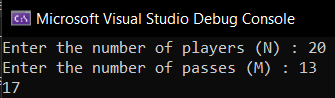 Microsoft Visual Studio Debug Console
Enter the number of players (N) : 20
Enter the number of passes (M) : 13
17